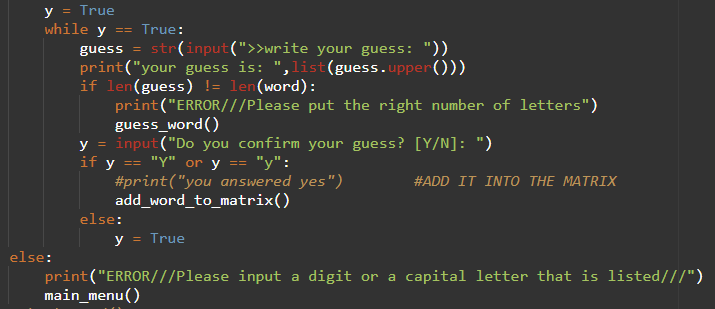 y = True
while y == True:
guess = str(input(">>write your guess: "))
print("your guess is: ",list(guess.upper()))
if len(guess) != len(word):
print("ERROR///Please put the right number of letters")
guess_word()
y = input("Do you confirm your guess? [Y/N]: ")
if y == "Y" or y == "y":
#print("you answered yes") #ADD IT INTO THE MATRIX
add_word_to_matrix()
else:
y = True
else:
print("ERROR///Please input a digit or a capital letter that is listed///")
main_menu()